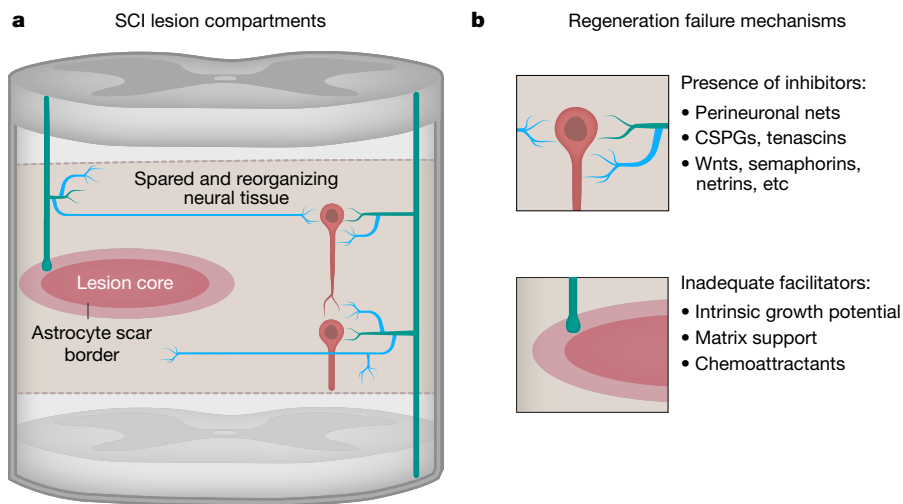 a
SCI lesion compartments
Spared and reorganizing
neural tissue
Lesion core
Astrocyte scar
border
b
Regeneration failure mechanisms
Presence of inhibitors:
• Perineuronal nets
• CSPGs, tenascins
• Wnts, semaphorins,
netrins, etc
Inadequate facilitators:
• Intrinsic growth potential
• Matrix support
• Chemoattractants